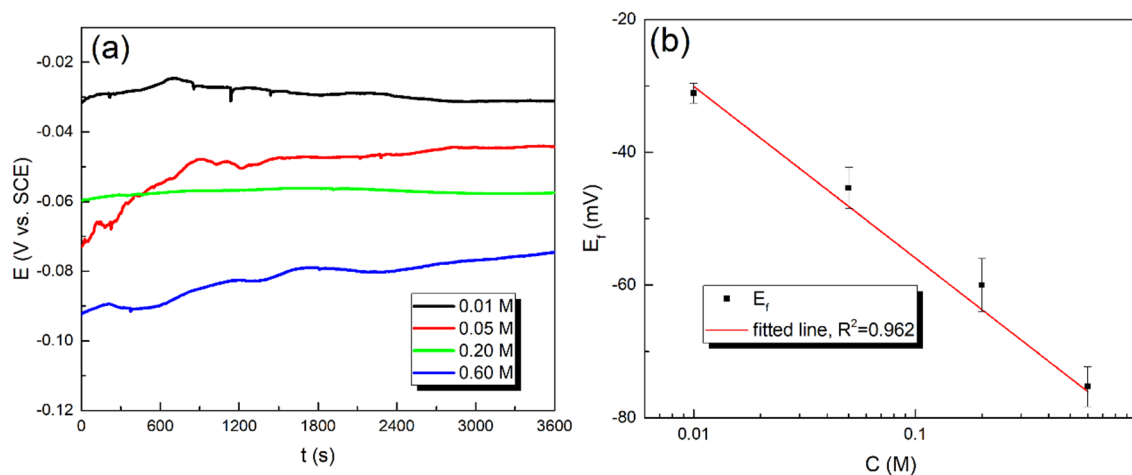 (a)
-0.02
-0.04
-0.06
-0.08
-0.10
-0.12
E (V vs. SCE)
0.01 M
0.05 M
0.20 M
0.60 M
0 600 1200 1800 2400 3000 3600
t (s)
(b)
-20
-40
-60
-80
E_f (mV)
E_f
fitted line, R²=0.962
0.01 0.1
C (M)